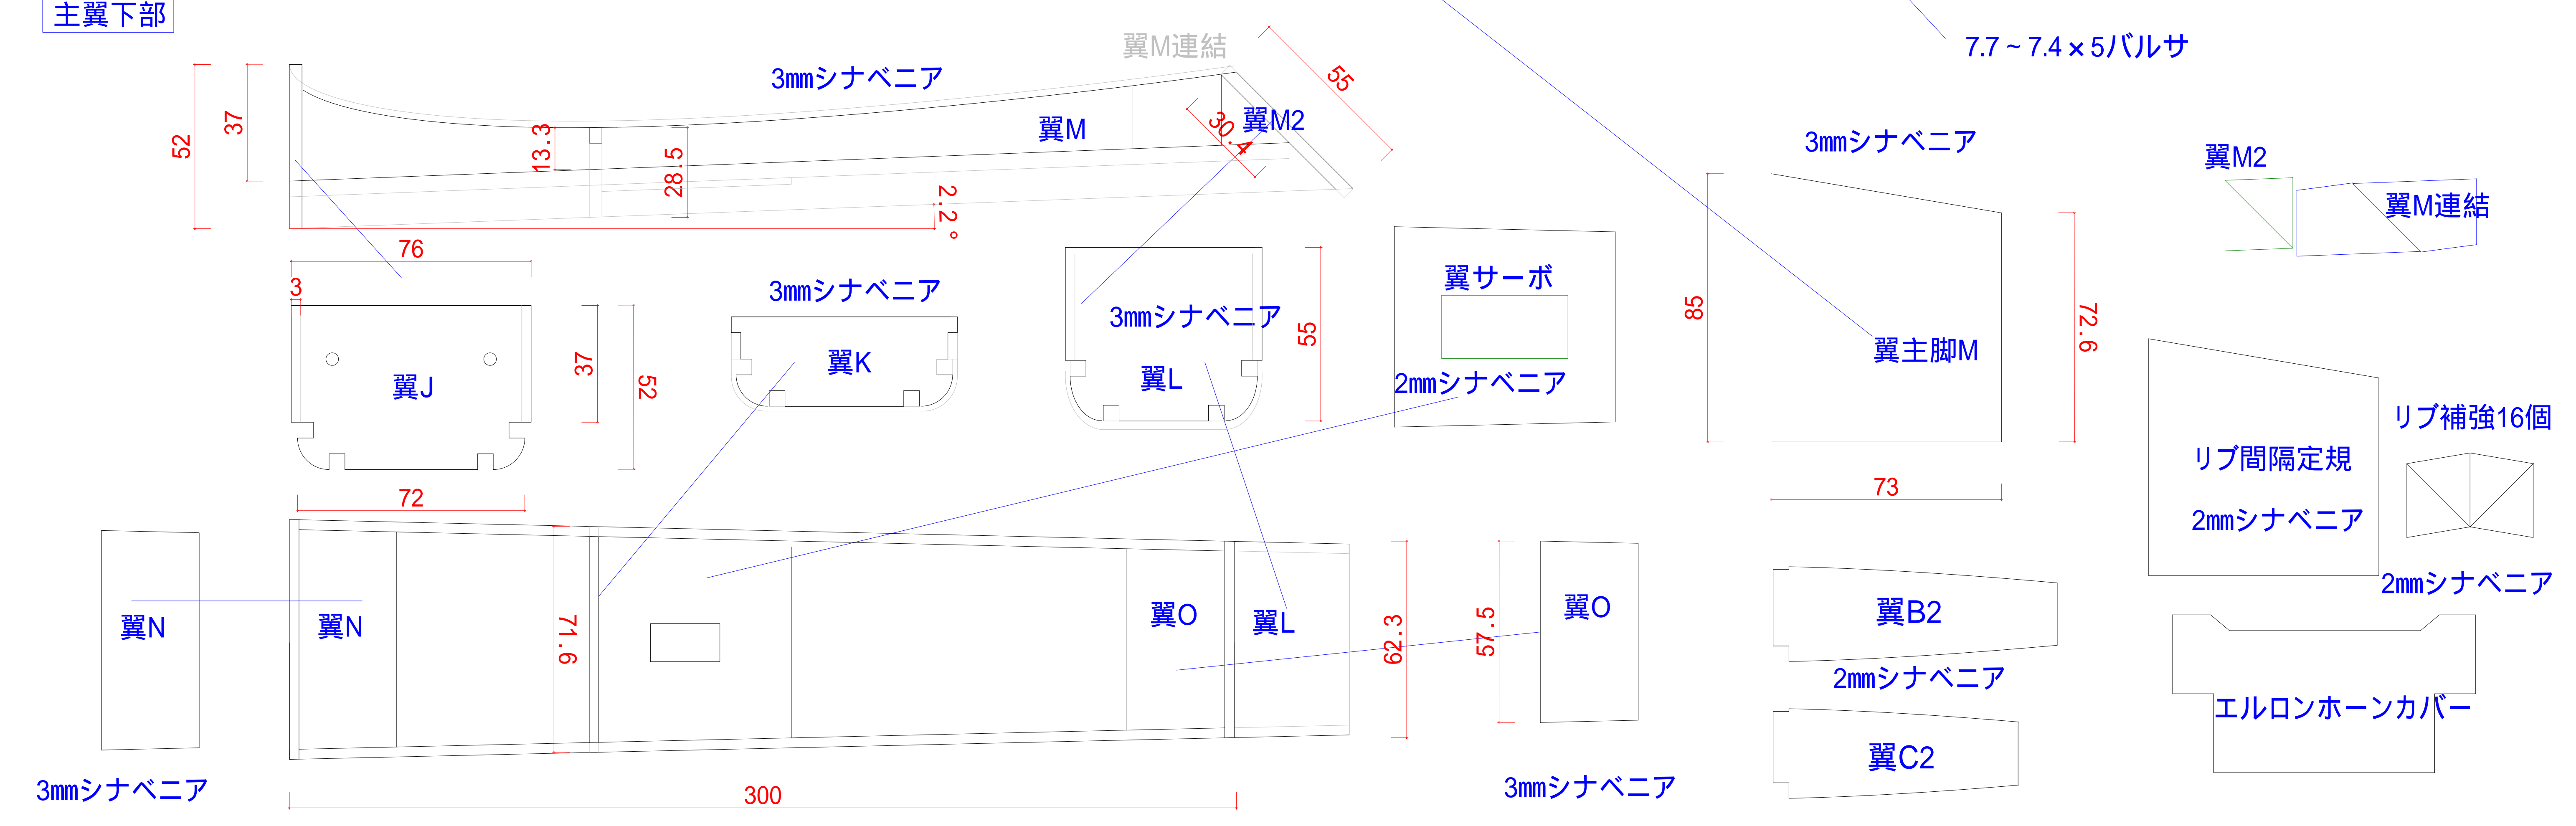 主翼下部
翼M連結
7.7 ~ 7.4 × 5バルサ
3mmシナベニア
55
37
52
13.3
28.5
翼M
30.4
翼M2
2.2°
3mmシナベニア
翼M2
翼M連結
76
3
37
52
翼J
72
3mmシナベニア
翼K
3mmシナベニア
翼L
55
翼サーボ
2mmシナベニア
85
72.6
翼主脚M
73
リブ間隔定規
2mmシナベニア
リブ補強16個
2mmシナベニア
翼N
翼N
71.6
翼O
翼L
62.3
57.5
翼O
翼B2
2mmシナベニア
翼C2
エルロンホーンカバー
3mmシナベニア
300
3mmシナベニア